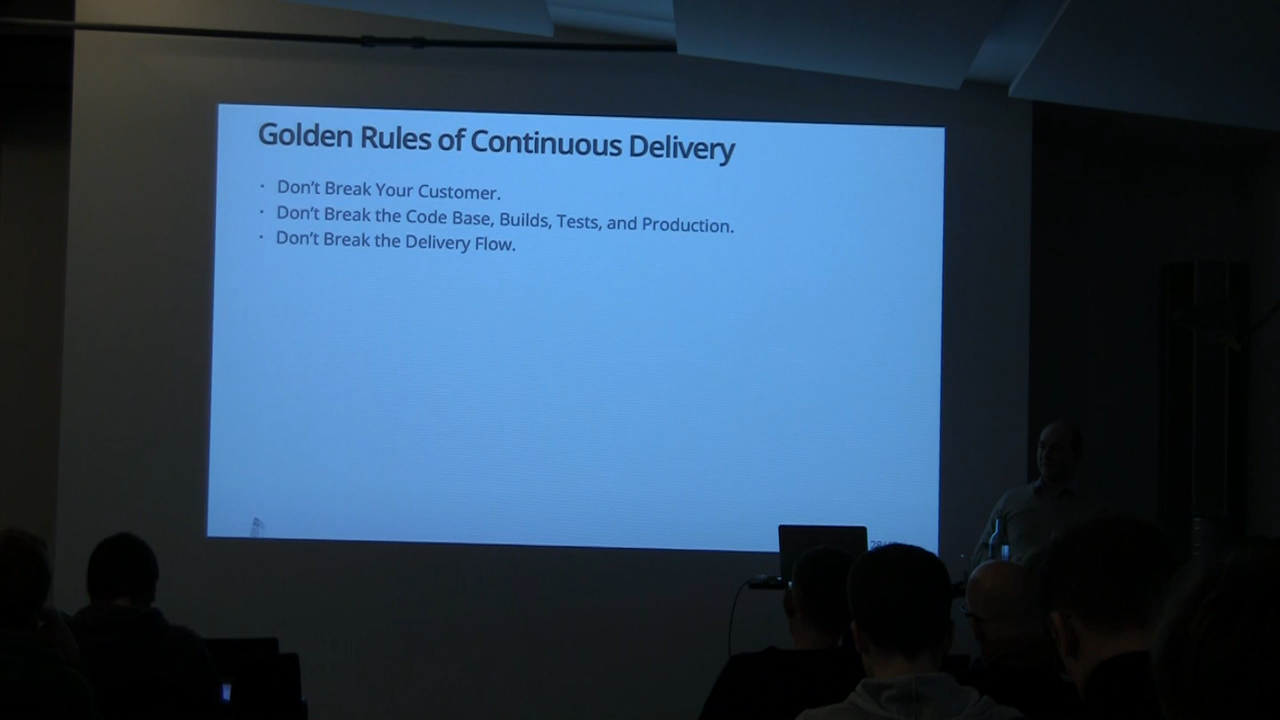 Golden Rules of Continuous Delivery
· Don't Break Your Customer.
· Don't Break the Code Base, Builds, Tests, and Production.
· Don't Break the Delivery Flow.